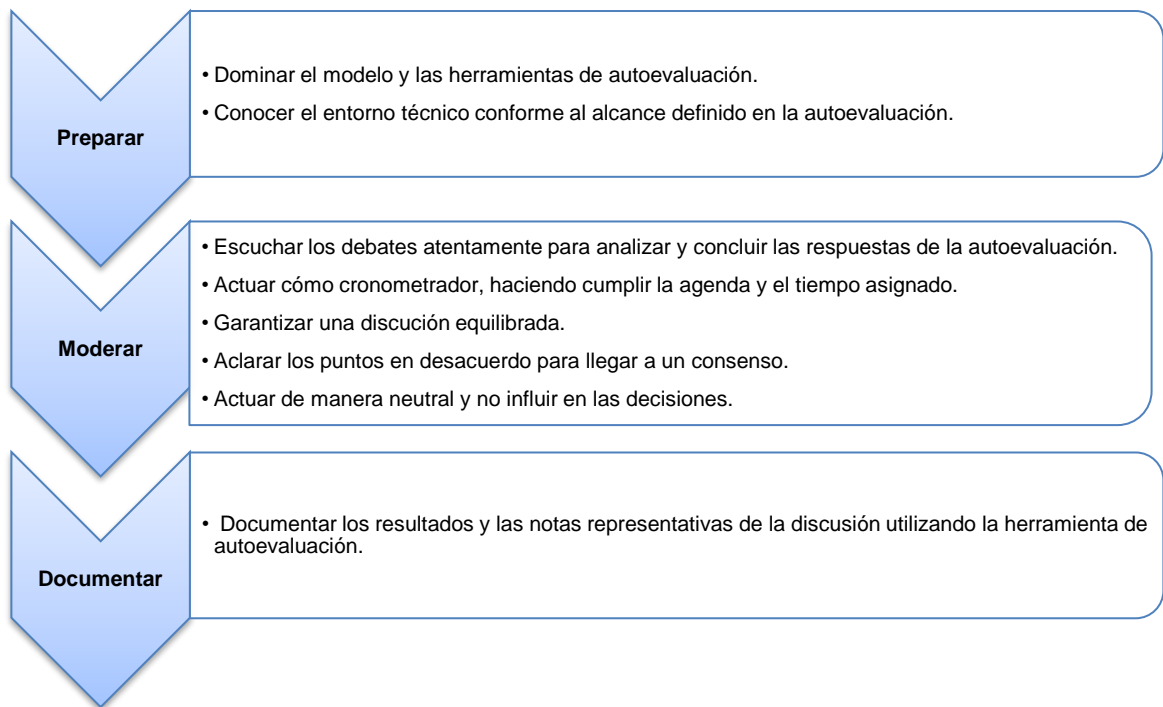 Preparar
• Dominar el modelo y las herramientas de autoevaluación.
• Conocer el entorno técnico conforme al alcance definido en la autoevaluación.
Moderar
• Escuchar los debates atentamente para analizar y concluir las respuestas de la autoevaluación.
• Actuar cómo cronometrador, haciendo cumplir la agenda y el tiempo asignado.
• Garantizar una discución equilibrada.
• Aclarar los puntos en desacuerdo para llegar a un consenso.
• Actuar de manera neutral y no influir en las decisiones.
Documentar
• Documentar los resultados y las notas representativas de la discusión utilizando la herramienta de
autoevaluación.